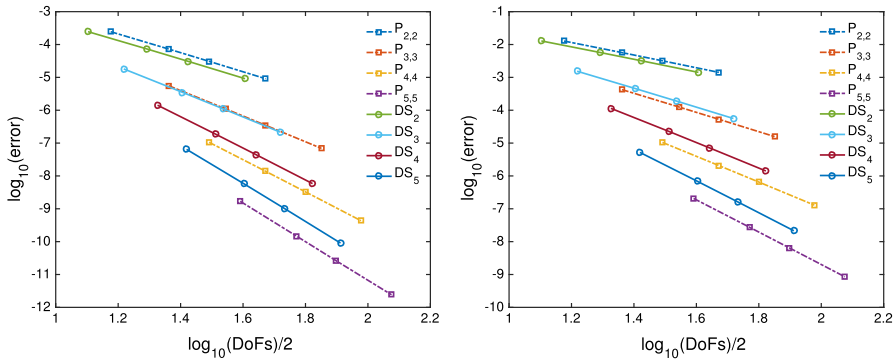 -3
-4
-5
-6
-7
-8
-9
-10
-11
-12
1 1.2 1.4 1.6 1.8 2 2.2
log10(error)
log10(DoFs)/2
P2,2
P3,3
P4,4
P5,5
DS2
DS3
DS4
DS5
-1
-2
-3
-4
-5
-6
-7
-8
-9
-10
1 1.2 1.4 1.6 1.8 2 2.2
log10(error)
log10(DoFs)/2
P2,2
P3,3
P4,4
P5,5
DS2
DS3
DS4
DS5